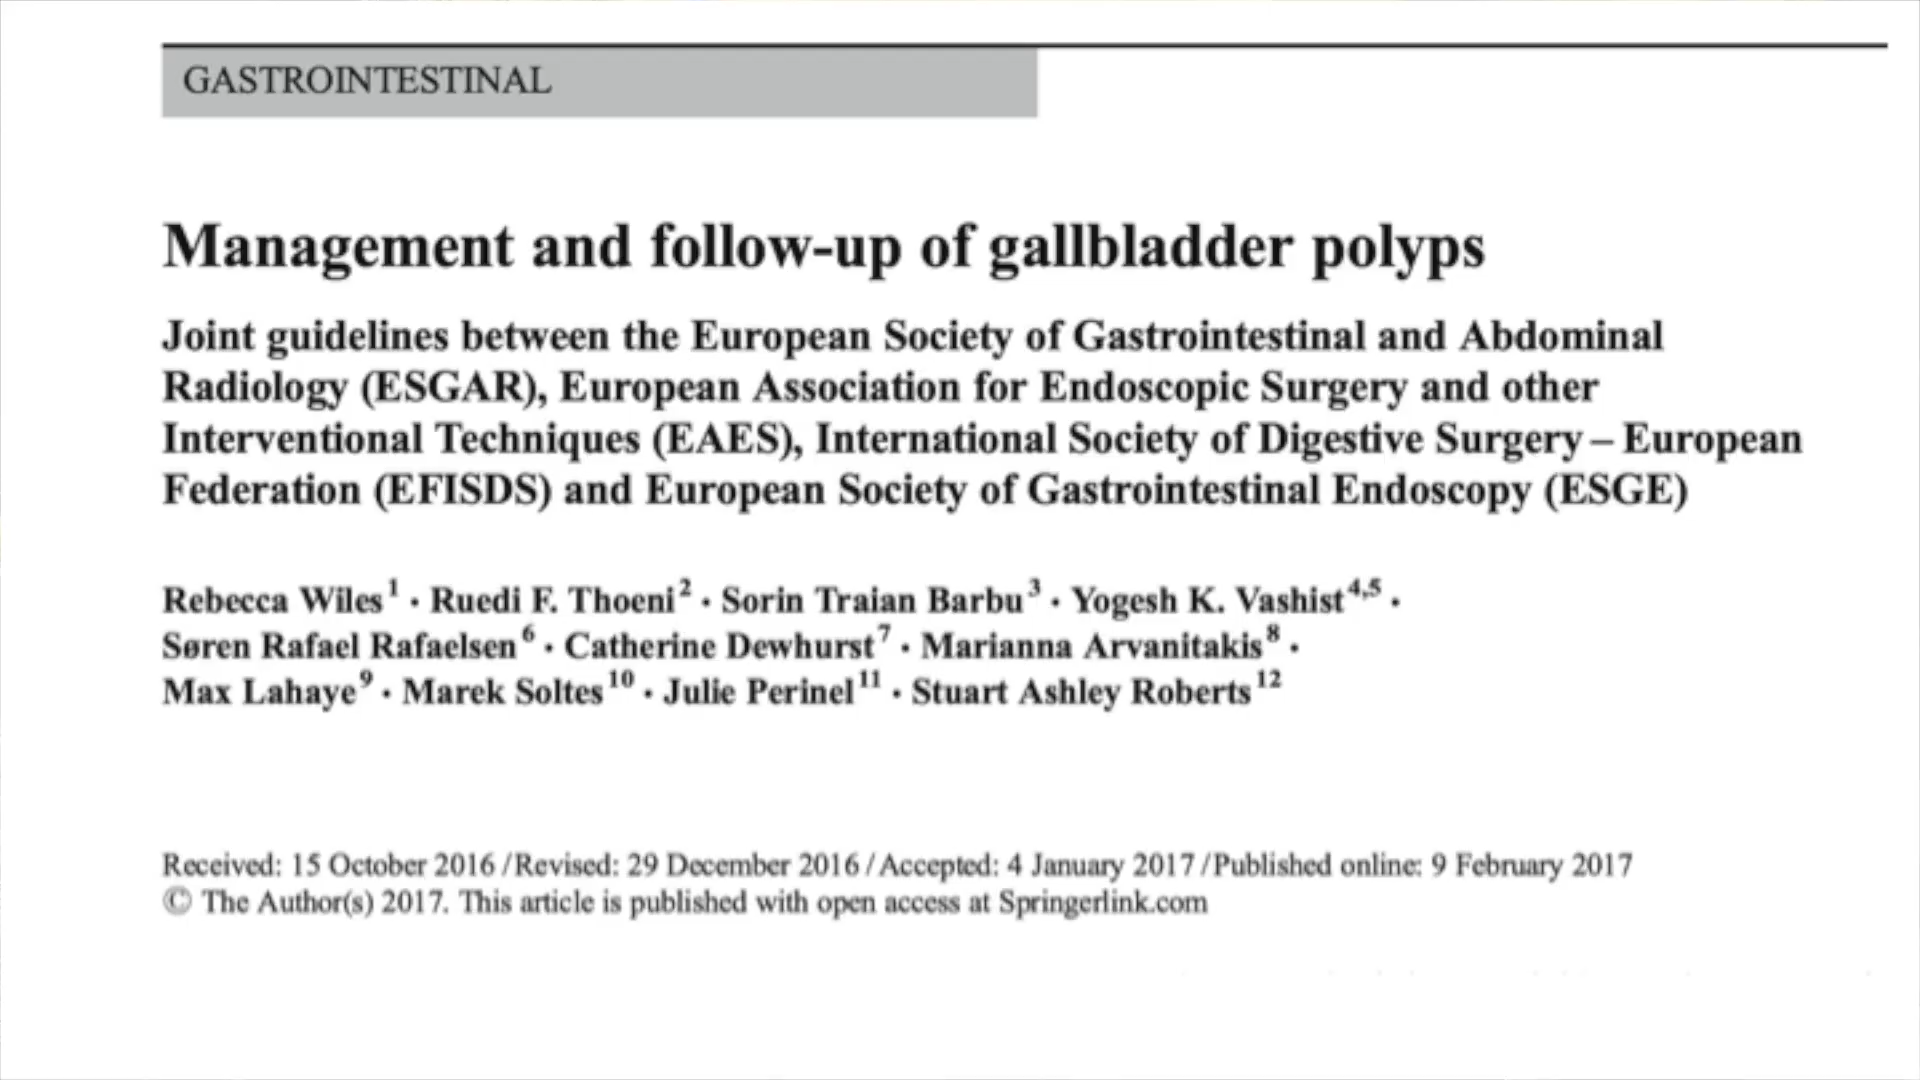 GASTROINTESTINAL
Management and follow-up of gallbladder polyps
Joint guidelines between the European Society of Gastrointestinal and Abdominal
Radiology (ESGAR), European Association for Endoscopic Surgery and other
Interventional Techniques (EAES), International Society of Digestive Surgery – European
Federation (EFISDS) and European Society of Gastrointestinal Endoscopy (ESGE)
Rebecca Wiles¹ · Ruedi F. Thoeni² · Sorin Traian Barbu³ · Yogesh K. Vashist⁴,⁵ ·
Søren Rafael Rafaelsen⁶ · Catherine Dewhurst⁷ · Marianna Arvanitakis⁸ ·
Max Lahaye⁹ · Marek Soltes¹⁰ · Julie Perinel¹¹ · Stuart Ashley Roberts¹²
Received: 15 October 2016 / Revised: 29 December 2016 / Accepted: 4 January 2017 / Published online: 9 February 2017
© The Author(s) 2017. This article is published with open access at Springerlink.com